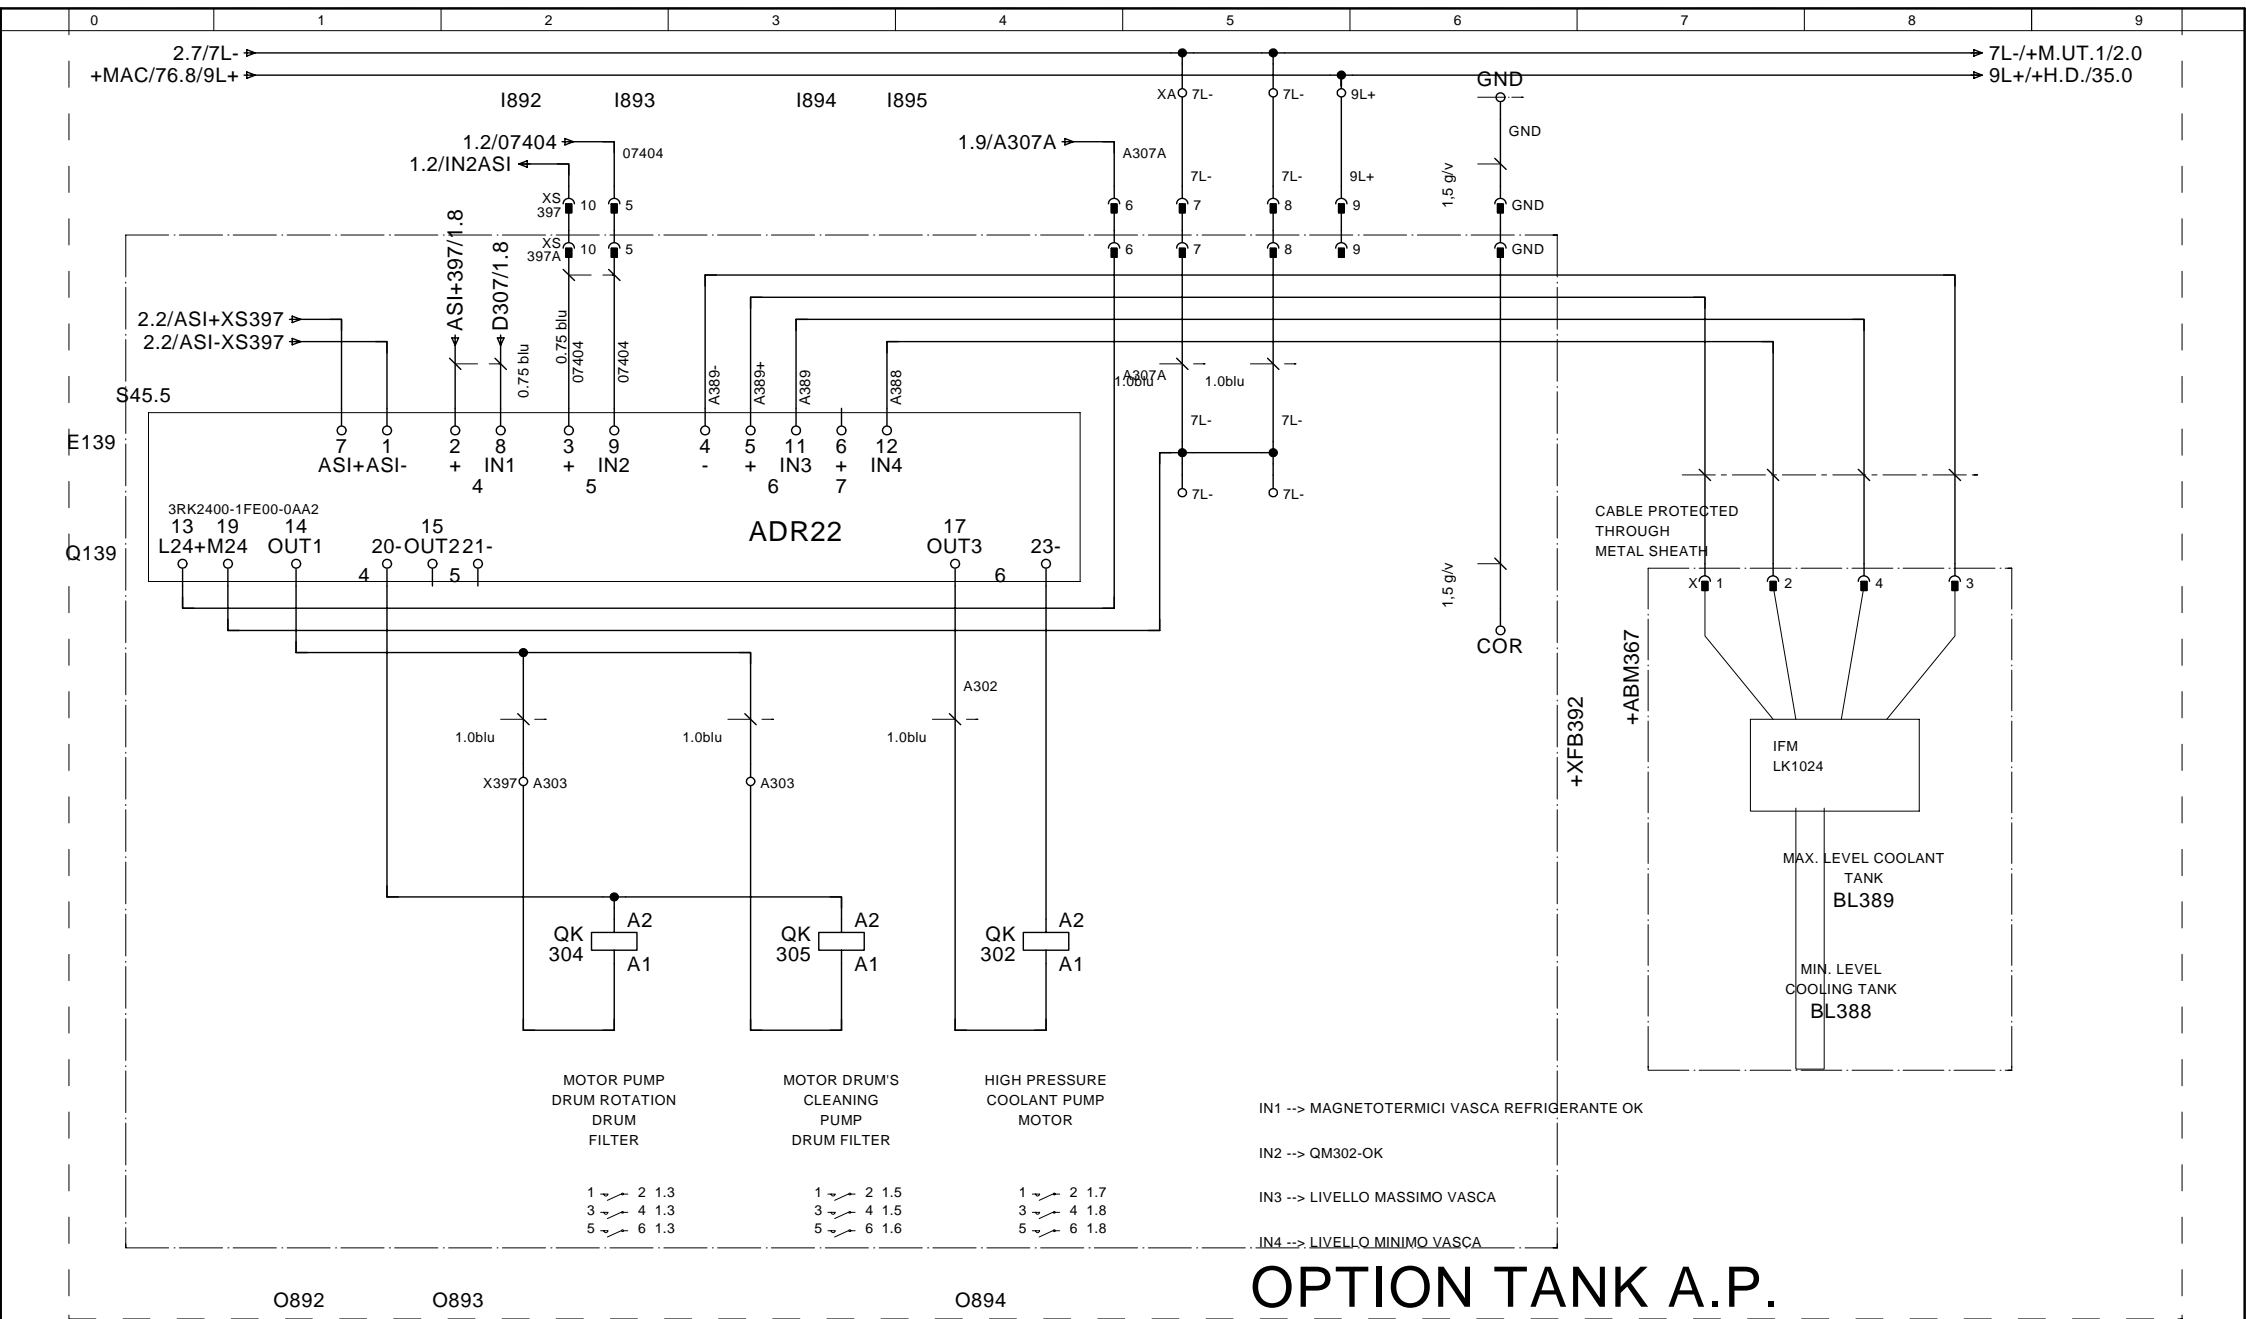 0 1 2 3 4 5 6 7 8 9
2.7/7L-
7L-/+M.UT.1/2.0
+MAC/76.8/9L+
9L+/+H.D./35.0
GND
I892 I893 I894 I895
XA 7L- 7L- 9L+
GND
1.2/07404
1.9/A307A
07404
A307A
1.2/IN2ASI
7L- 7L- 9L+
1,5 g/v
XS
397
10 5 6 7 8 9 GND
XS
397A
10 5 6 7 8 9 GND
ASI+397/1.8
D307/1.8
2.2/ASI+XS397
2.2/ASI-XS397
0.75 blu
0.75 blu
07404
07404
A389-
A389+
A389
A388
A307A
1.0blu
1.0blu
S45.5
7L- 7L-
E139
7 1 2 8 3 9 4 5 11 6 12
ASI+ ASI- + IN1 + IN2 - + IN3 + IN4
4 5 6 7
7L- 7L-
3RK2400-1FE00-0AA2
13 19 14 15 17
ADR22
Q139
L24+ M24 OUT1 20- OUT2 21- OUT3 23-
4 5 6
CABLE PROTECTED
THROUGH
METAL SHEATH
1,5 g/v
X 1 2 4 3
COR
+ABM367
+XFB392
A302
1.0blu 1.0blu 1.0blu
IFM
LK1024
X397 A303 A303
MAX. LEVEL COOLANT
TANK
BL389
QK
304
A2
A1
QK
305
A2
A1
QK
302
A2
A1
MIN. LEVEL
COOLING TANK
BL388
MOTOR PUMP
DRUM ROTATION
DRUM
FILTER
MOTOR DRUM'S
CLEANING
PUMP
DRUM FILTER
HIGH PRESSURE
COOLANT PUMP
MOTOR
IN1 --> MAGNETOTERMICI VASCA REFRIGERANTE OK
IN2 --> QM302-OK
IN3 --> LIVELLO MASSIMO VASCA
IN4 --> LIVELLO MINIMO VASCA
1 2 1.3
3 4 1.3
5 6 1.3
1 2 1.5
3 4 1.5
5 6 1.6
1 2 1.7
3 4 1.8
5 6 1.8
OPTION TANK A.P.
O892 O893 O894